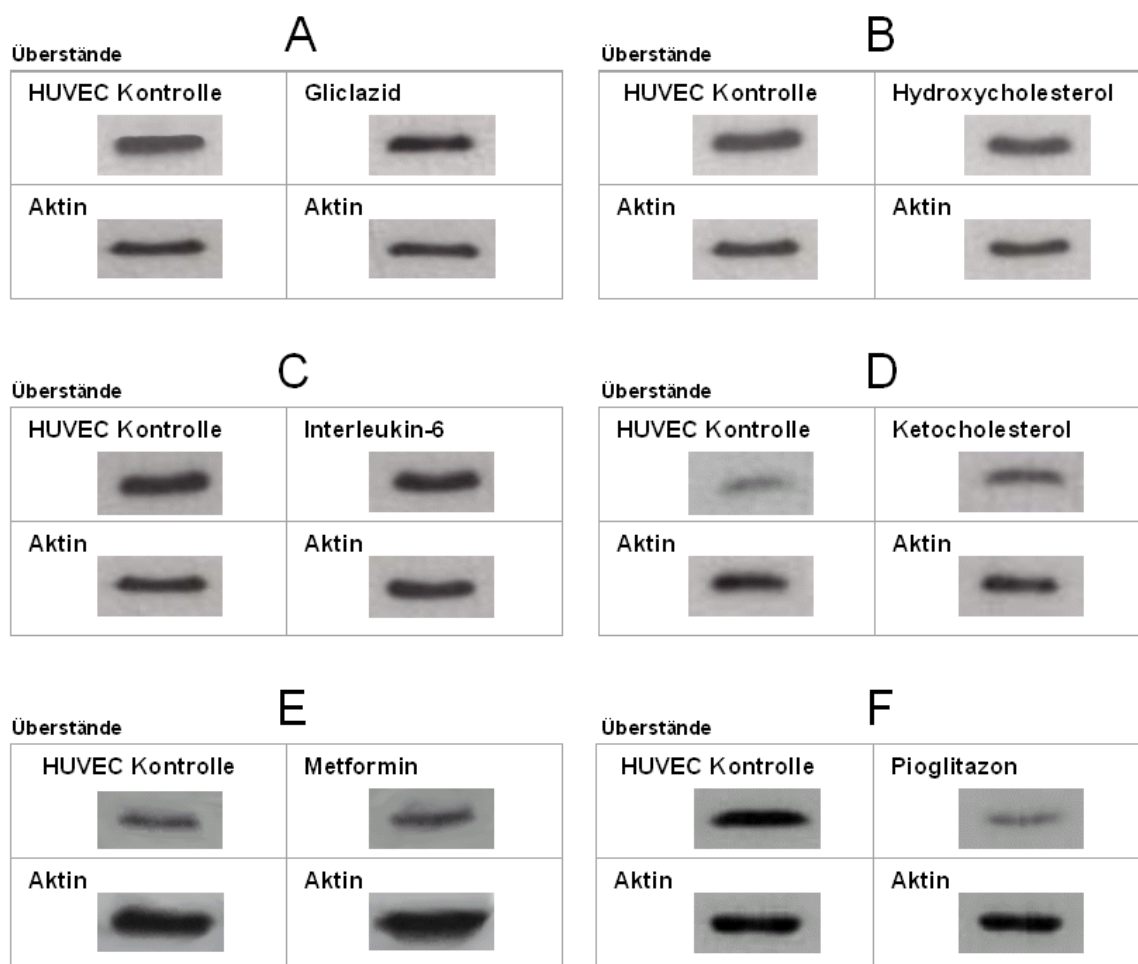 A
Überstände
HUVEC Kontrolle
Gliclazid
Aktin
Aktin
B
Überstände
HUVEC Kontrolle
Hydroxycholesterol
Aktin
Aktin
C
Überstände
HUVEC Kontrolle
Interleukin-6
Aktin
Aktin
D
Überstände
HUVEC Kontrolle
Ketocholesterol
Aktin
Aktin
E
Überstände
HUVEC Kontrolle
Metformin
Aktin
Aktin
F
Überstände
HUVEC Kontrolle
Pioglitazon
Aktin
Aktin